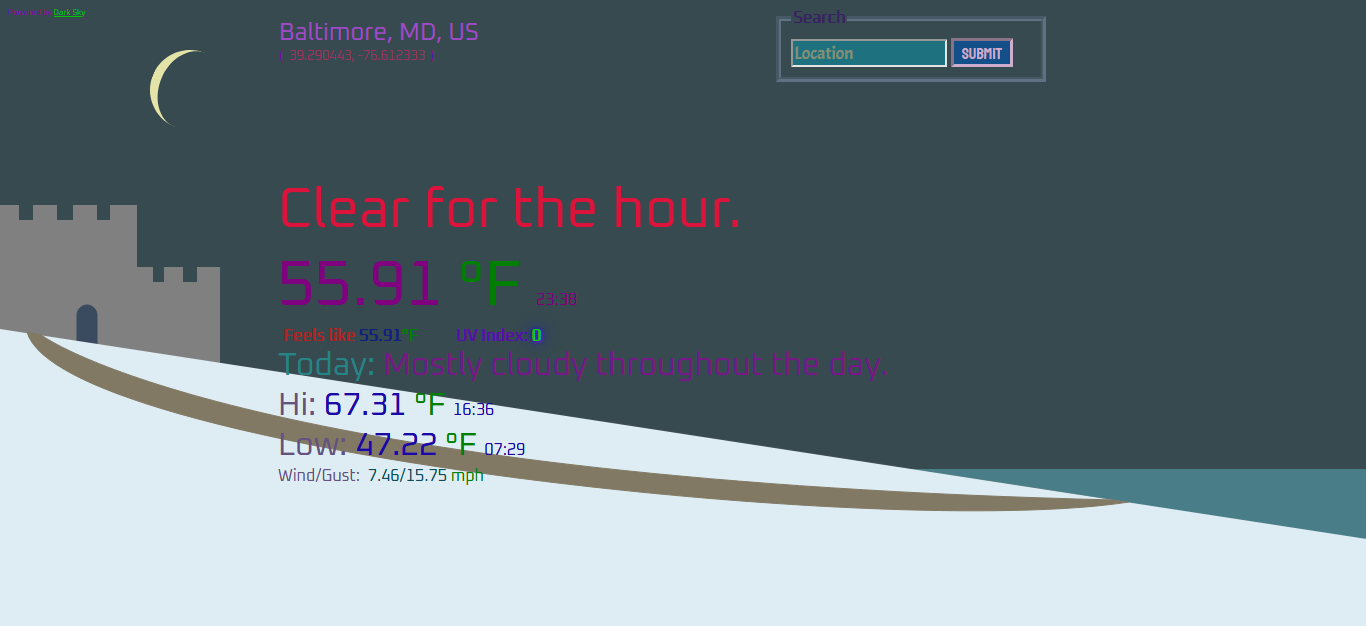 Powered by Dark Sky
Baltimore, MD, US
( 39.290443, -76.612333 )
Search
Location
SUBMIT
Clear for the hour.
55.91 °F 23:38
Feels like 55.91°F UV Index: 0
Today: Mostly cloudy throughout the day.
Hi: 67.31 °F 16:36
Low: 47.22 °F 07:29
Wind/Gust: 7.46/15.75 mph